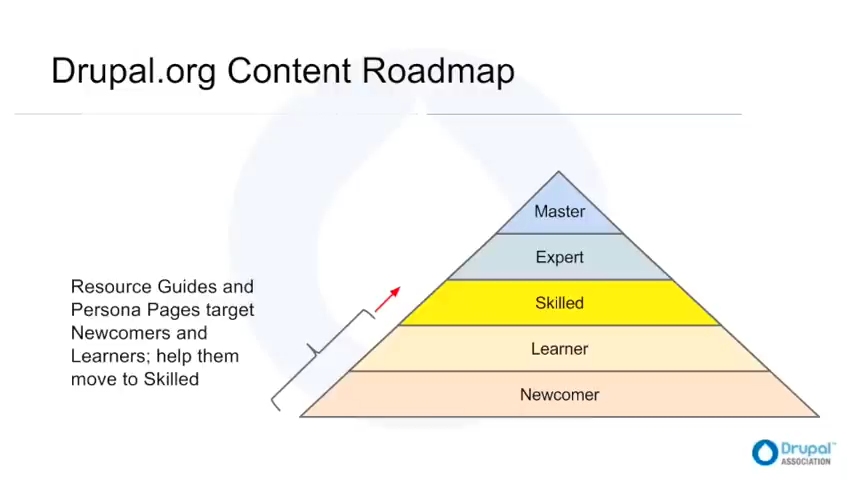 Drupal.org Content Roadmap
Resource Guides and
Persona Pages target
Newcomers and
Learners; help them
move to Skilled
Master
Expert
Skilled
Learner
Newcomer
Drupal™
ASSOCIATION